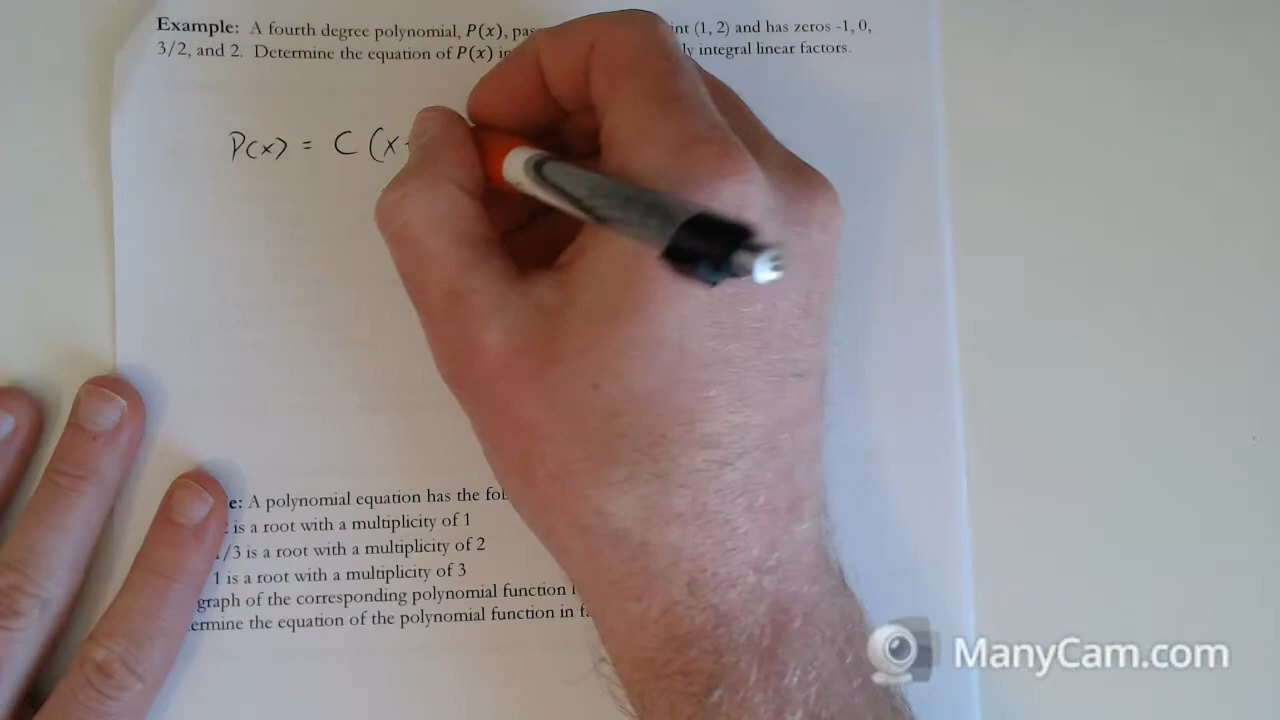 Example: A fourth degree polynomial, P(x), pas int (1, 2) and has zeros -1, 0,
3/2, and 2. Determine the equation of P(x) in ly integral linear factors.
P(x) = C (x
e: A polynomial equation has the fol
is a root with a multiplicity of 1
/3 is a root with a multiplicity of 2
1 is a root with a multiplicity of 3
graph of the corresponding polynomial function
ermine the equation of the polynomial function in f
ManyCam.com